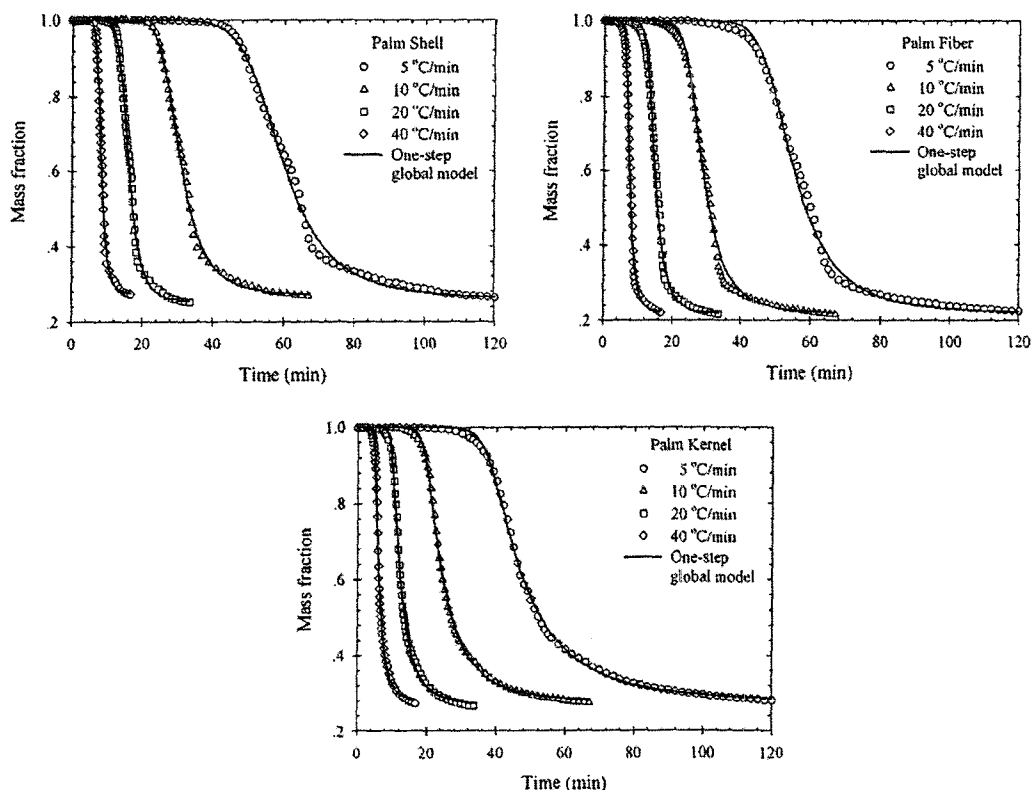 1.0
.8
.6
.4
.2
Mass fraction
Palm Shell
5 °C/min
10 °C/min
20 °C/min
40 °C/min
One-step
global model
0 20 40 60 80 100 120
Time (min)
1.0
.8
.6
.4
.2
Mass fraction
Palm Fiber
5 °C/min
10 °C/min
20 °C/min
40 °C/min
One-step
global model
0 20 40 60 80 100 120
Time (min)
1.0
.8
.6
.4
.2
Mass fraction
Palm Kernel
5 °C/min
10 °C/min
20 °C/min
40 °C/min
One-step
global model
0 20 40 60 80 100 120
Time (min)